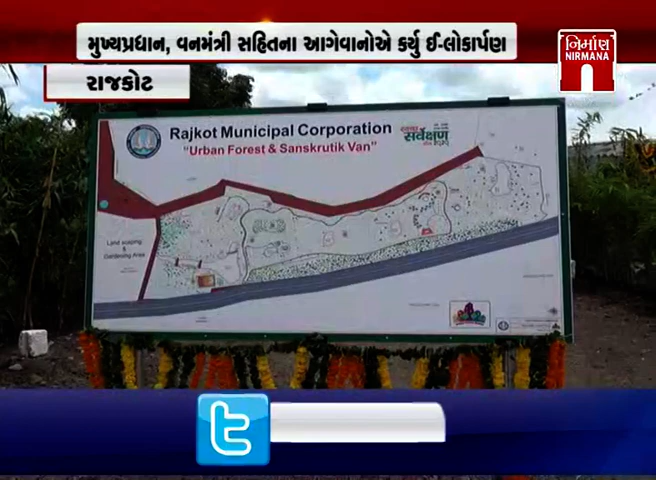 મુખ્યપ્રધાન, વનમંત્રી સહિતના આગેવાનોએ કર્યુ ઈ-લોકાર્પણ
નિર્માણ
NIRMANA
રાજકોટ
Rajkot Municipal Corporation
"Urban Forest & Sanskrutik Van"
સર્વેક્ષણ
Land scaping
&
Gardening Area